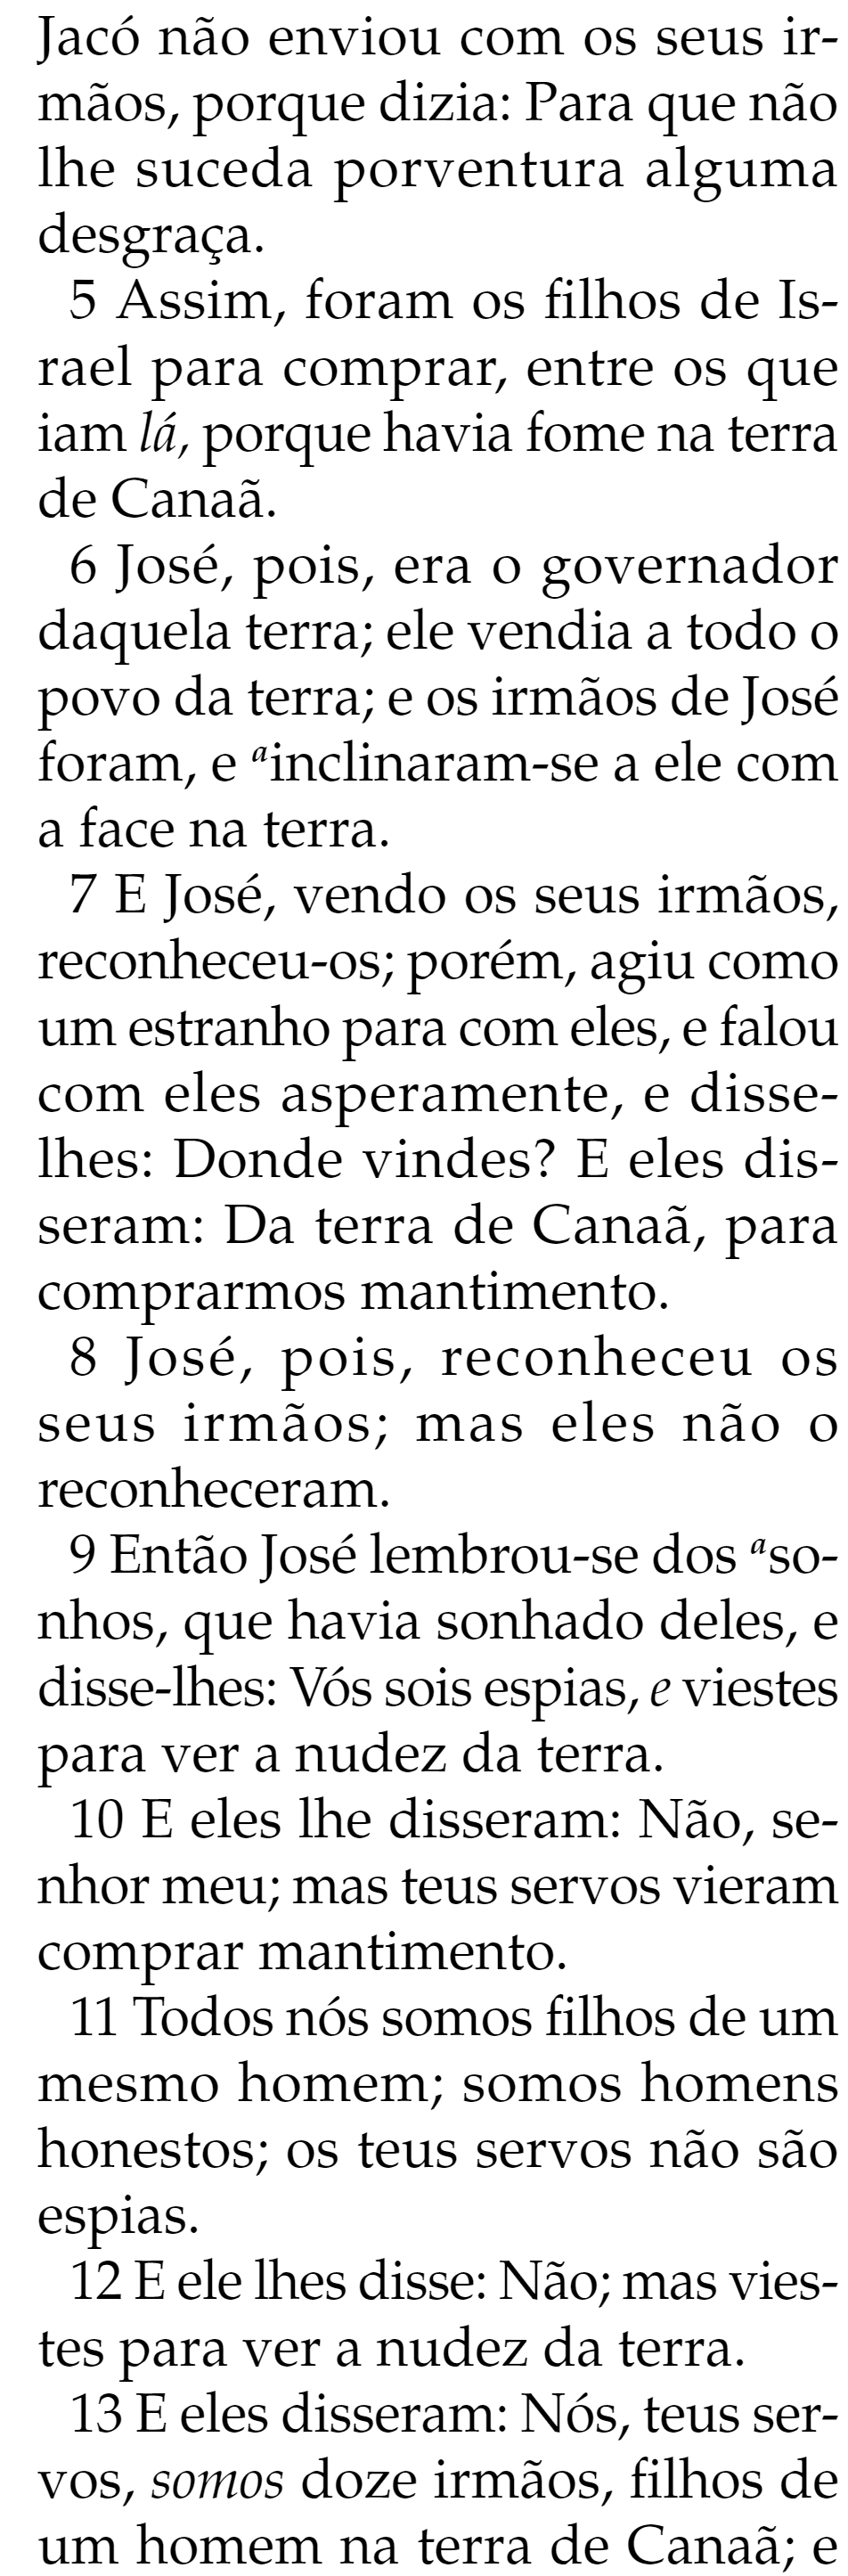 Jacó não enviou com os seus ir-
mãos, porque dizia: Para que não
lhe suceda porventura alguma
desgraça.
5 Assim, foram os filhos de Is-
rael para comprar, entre os que
iam lá, porque havia fome na terra
de Canaã.
6 José, pois, era o governador
daquela terra; ele vendia a todo o
povo da terra; e os irmãos de José
foram, e ainclinaram-se a ele com
a face na terra.
7 E José, vendo os seus irmãos,
reconheceu-os; porém, agiu como
um estranho para com eles, e falou
com eles asperamente, e disse-
lhes: Donde vindes? E eles dis-
seram: Da terra de Canaã, para
comprarmos mantimento.
8 José, pois, reconheceu os
seus irmãos; mas eles não o
reconheceram.
9 Então José lembrou-se dos aso-
nhos, que havia sonhado deles, e
disse-lhes: Vós sois espias, e viestes
para ver a nudez da terra.
10 E eles lhe disseram: Não, se-
nhor meu; mas teus servos vieram
comprar mantimento.
11 Todos nós somos filhos de um
mesmo homem; somos homens
honestos; os teus servos não são
espias.
12 E ele lhes disse: Não; mas vies-
tes para ver a nudez da terra.
13 E eles disseram: Nós, teus ser-
vos, somos doze irmãos, filhos de
um homem na terra de Canaã; e